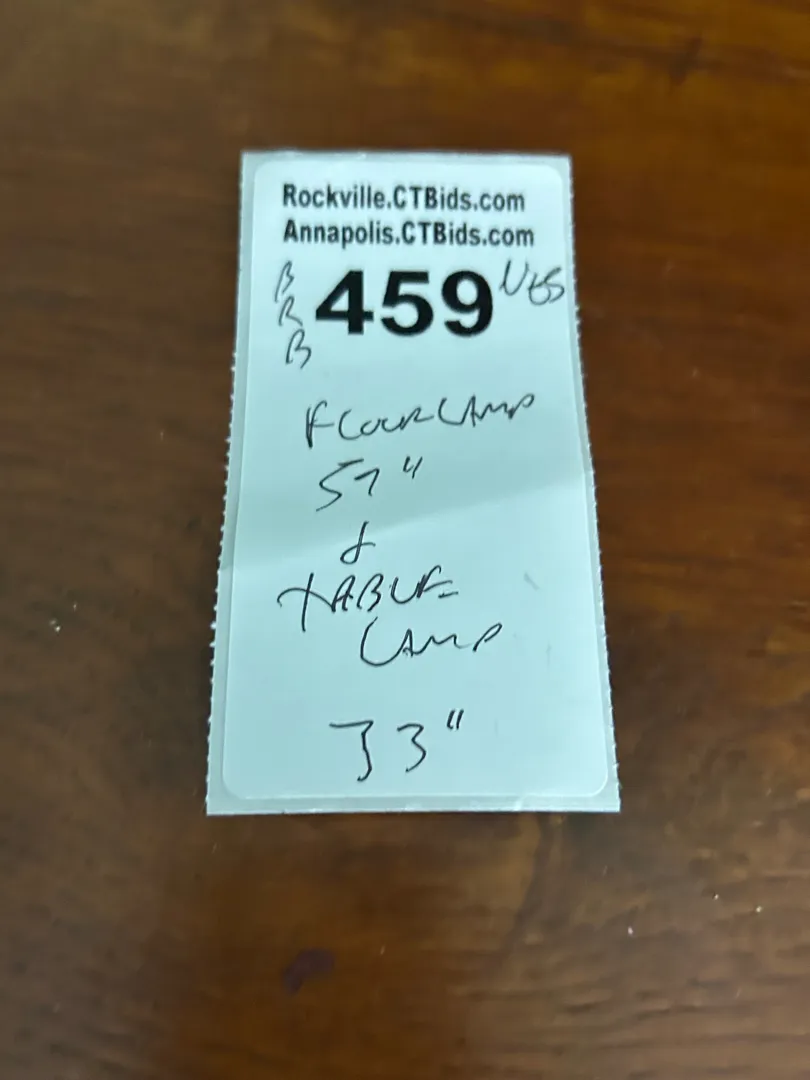 Rockville.CTBids.com
Annapolis.CTBids.com
B
R
B
459
FLOOR LAMP
57"
&
TABLE
LAMP
33"